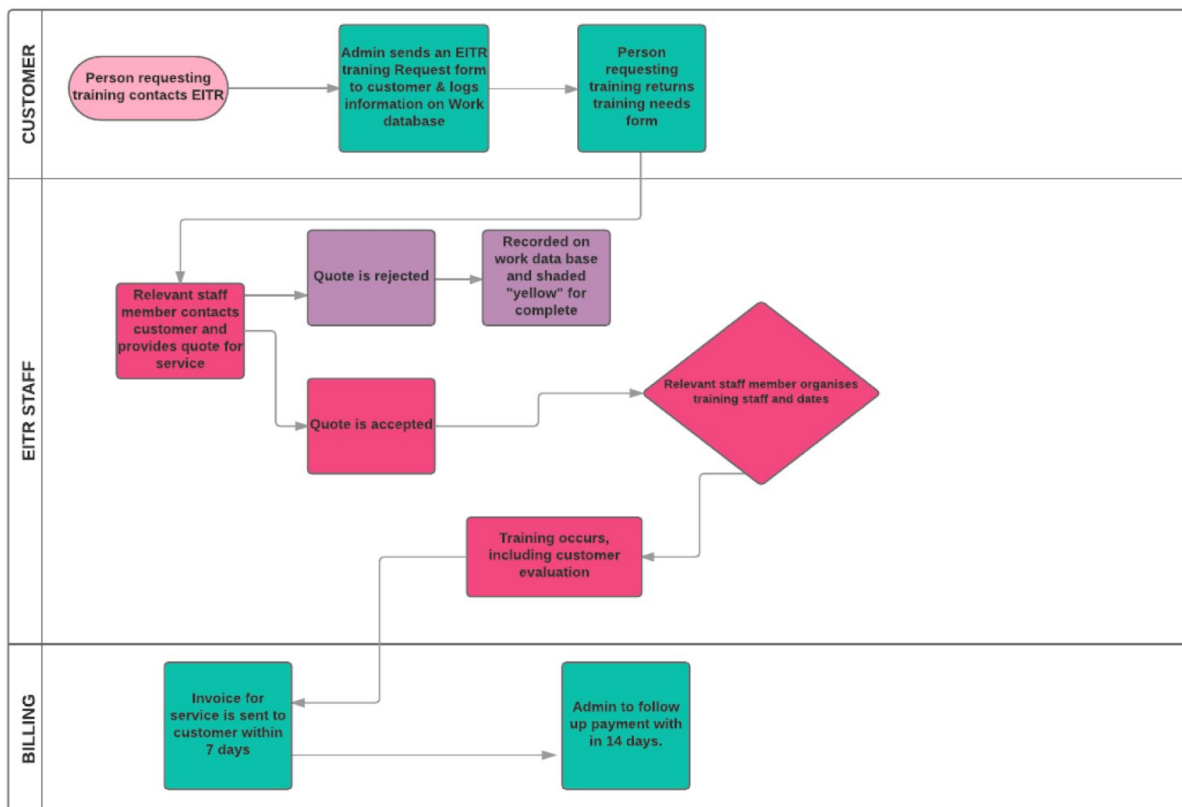 CUSTOMER
Person requesting
training contacts EITR
Admin sends an EITR
traning Request form
to customer & logs
information on Work
database
Person
requesting
training returns
training needs
form
EITR STAFF
Relevant staff
member contacts
customer and
provides quote for
service
Quote is rejected
Recorded on
work data base
and shaded
"yellow" for
complete
Quote is accepted
Relevant staff member organises
training staff and dates
Training occurs,
including customer
evaluation
BILLING
Invoice for
service is sent to
customer within
7 days
Admin to follow
up payment with
in 14 days.